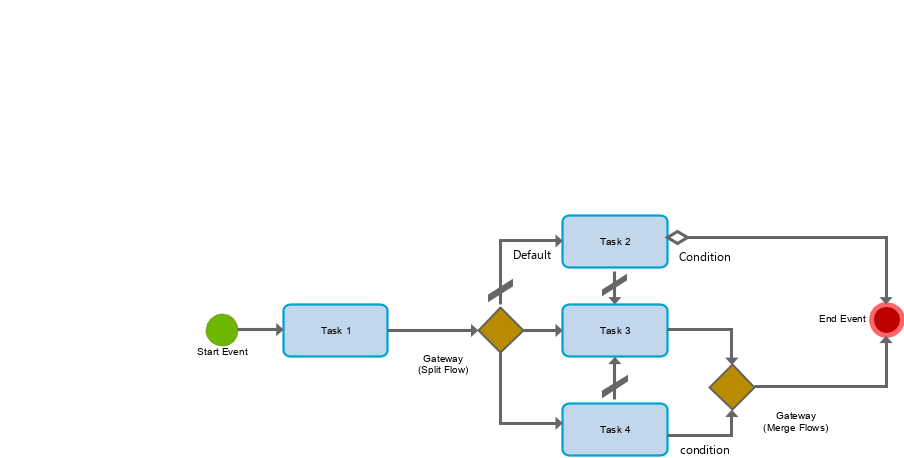 Task 2
Default
Condition
End Event
Task 1
Task 3
Start Event
Gateway
(Split Flow)
Gateway
(Merge Flows)
Task 4
condition